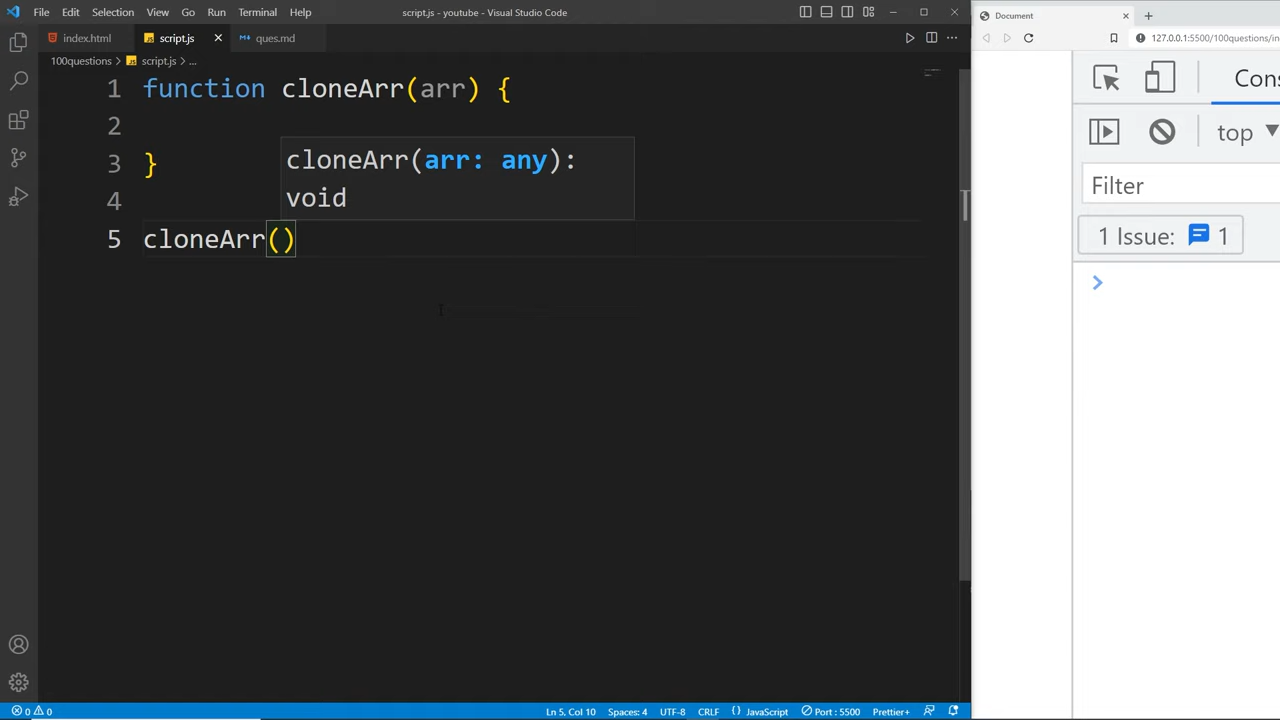 File Edit Selection View Go Run Terminal Help
script.js - youtube - Visual Studio Code
index.html
script.js
ques.md
100questions > script.js > ...
1 function cloneArr(arr) {
2
3 }
4
5 cloneArr()
cloneArr(arr: any):
void
0 0
Ln 5, Col 10
Spaces: 4
UTF-8
CRLF
JavaScript
Port : 5500
Prettier+
Document
127.0.0.1:5500/100questions/in
Cons
top
Filter
1 Issue: 1